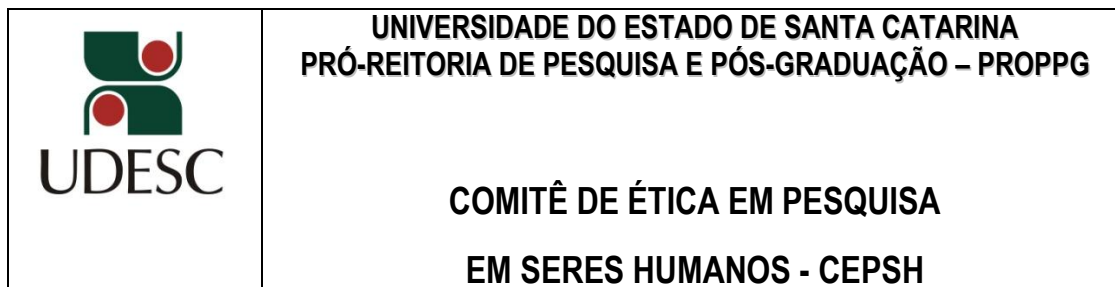 UDESC
UNIVERSIDADE DO ESTADO DE SANTA CATARINA
PRÓ-REITORIA DE PESQUISA E PÓS-GRADUAÇÃO – PROPPG
COMITÊ DE ÉTICA EM PESQUISA
EM SERES HUMANOS - CEPSH